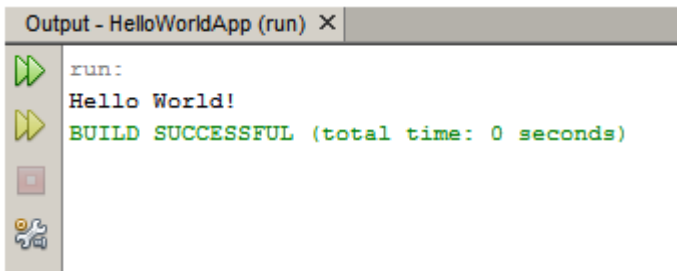 Output - HelloWorldApp (run)
run:
Hello World!
BUILD SUCCESSFUL (total time: 0 seconds)